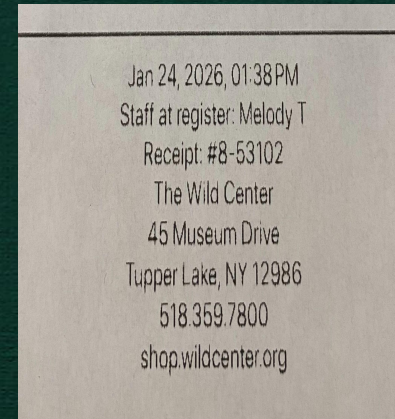 Jan 24, 2026, 01:38 PM
Staff at register: Melody T
Receipt: #8-53102
The Wild Center
45 Museum Drive
Tupper Lake, NY 12986
518.359.7800
shop.wildcenter.org